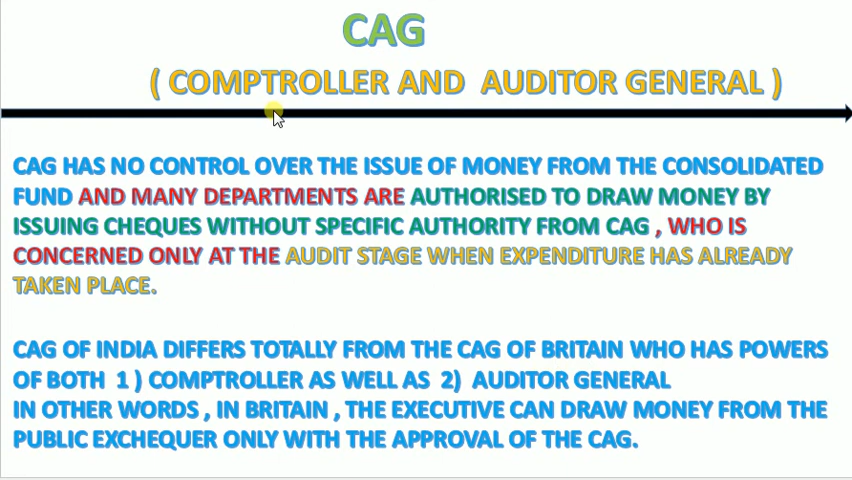 CAG
( COMPTROLLER AND AUDITOR GENERAL )
CAG HAS NO CONTROL OVER THE ISSUE OF MONEY FROM THE CONSOLIDATED
FUND AND MANY DEPARTMENTS ARE AUTHORISED TO DRAW MONEY BY
ISSUING CHEQUES WITHOUT SPECIFIC AUTHORITY FROM CAG , WHO IS
CONCERNED ONLY AT THE AUDIT STAGE WHEN EXPENDITURE HAS ALREADY
TAKEN PLACE.
CAG OF INDIA DIFFERS TOTALLY FROM THE CAG OF BRITAIN WHO HAS POWERS
OF BOTH 1 ) COMPTROLLER AS WELL AS 2) AUDITOR GENERAL
IN OTHER WORDS , IN BRITAIN , THE EXECUTIVE CAN DRAW MONEY FROM THE
PUBLIC EXCHEQUER ONLY WITH THE APPROVAL OF THE CAG.